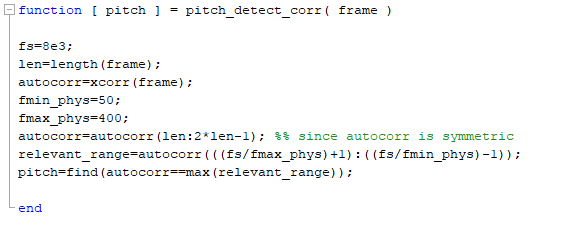 function [ pitch ] = pitch_detect_corr( frame )
fs=8e3;
len=length(frame);
autocorr=xcorr(frame);
fmin_phys=50;
fmax_phys=400;
autocorr=autocorr(len:2*len-1); %% since autocorr is symmetric
relevant_range=autocorr(((fs/fmax_phys)+1):((fs/fmin_phys)-1));
pitch=find(autocorr==max(relevant_range));
end